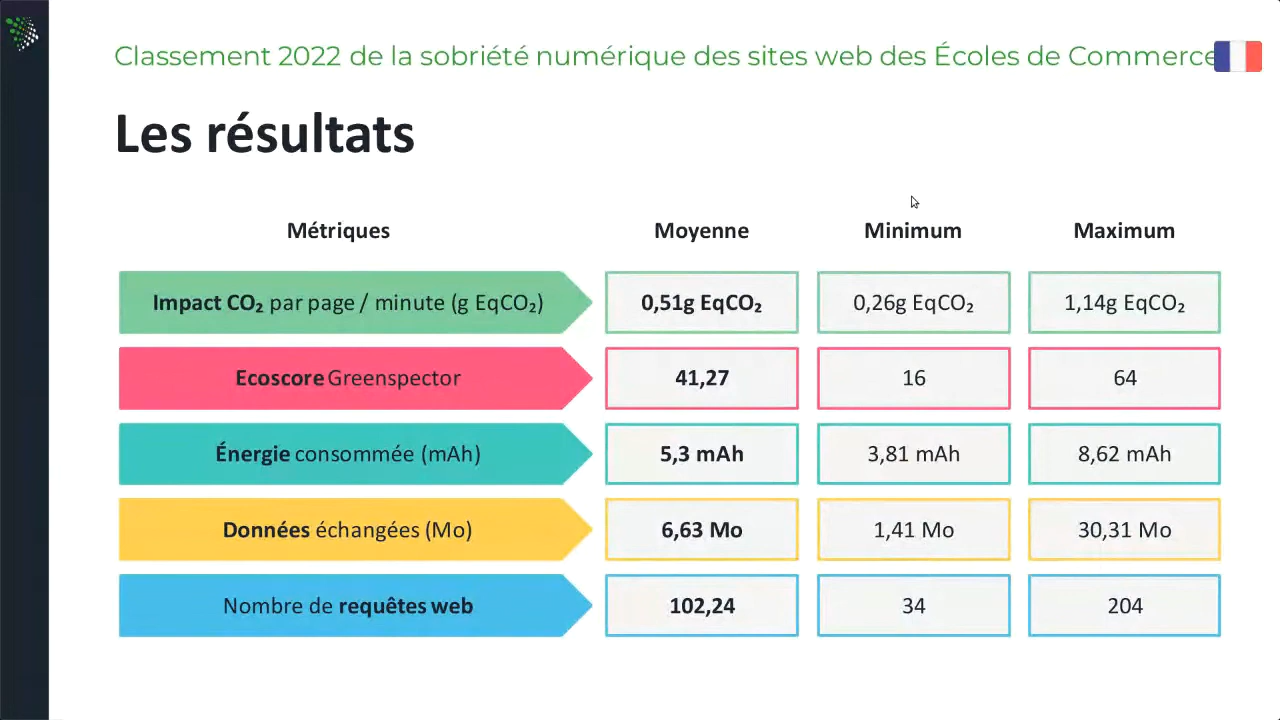 Classement 2022 de la sobriété numérique des sites web des Écoles de Commerce
Les résultats
Métriques Moyenne Minimum Maximum
Impact CO₂ par page / minute (g EqCO₂) 0,51g EqCO₂ 0,26g EqCO₂ 1,14g EqCO₂
Ecoscore Greenspector 41,27 16 64
Énergie consommée (mAh) 5,3 mAh 3,81 mAh 8,62 mAh
Données échangées (Mo) 6,63 Mo 1,41 Mo 30,31 Mo
Nombre de requêtes web 102,24 34 204